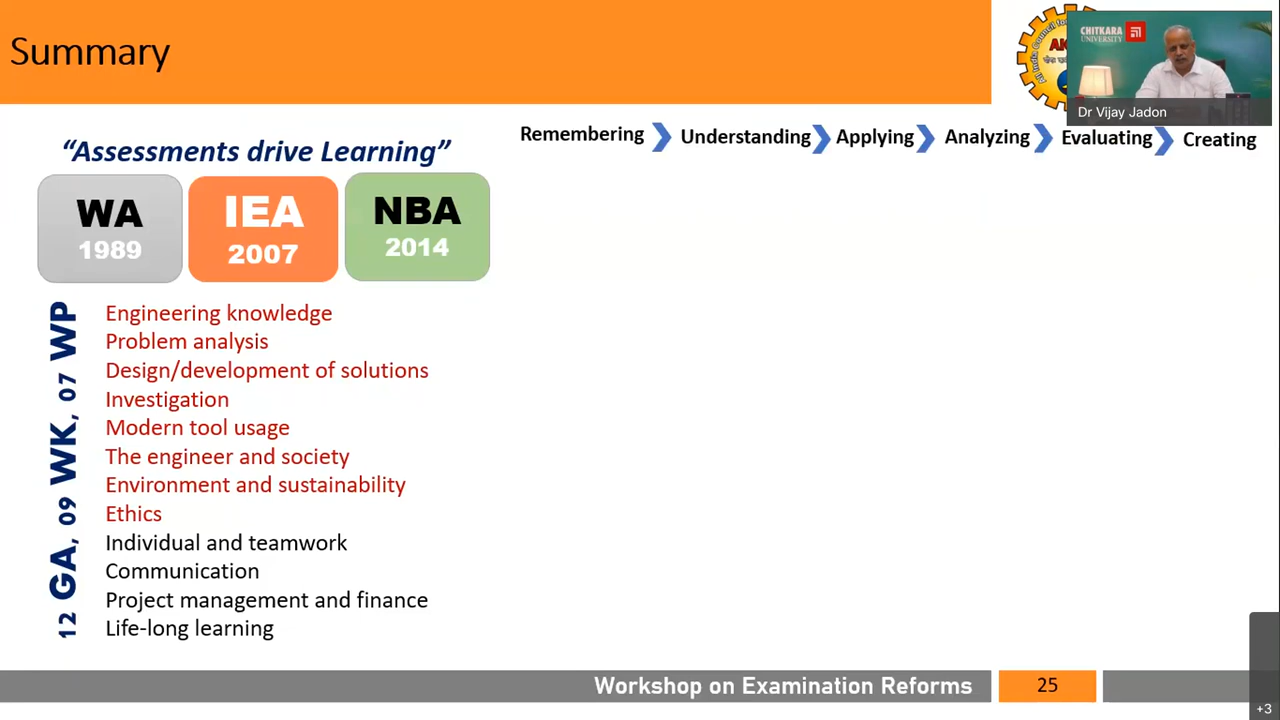 Summary
CHITKARA
UNIVERSITY
Dr Vijay Jadon
Remembering Understanding Applying Analyzing Evaluating Creating
“Assessments drive Learning”
WA
1989
IEA
2007
NBA
2014
12 GA, 09 WK, 07 WP
Engineering knowledge
Problem analysis
Design/development of solutions
Investigation
Modern tool usage
The engineer and society
Environment and sustainability
Ethics
Individual and teamwork
Communication
Project management and finance
Life-long learning
Workshop on Examination Reforms
25
+3